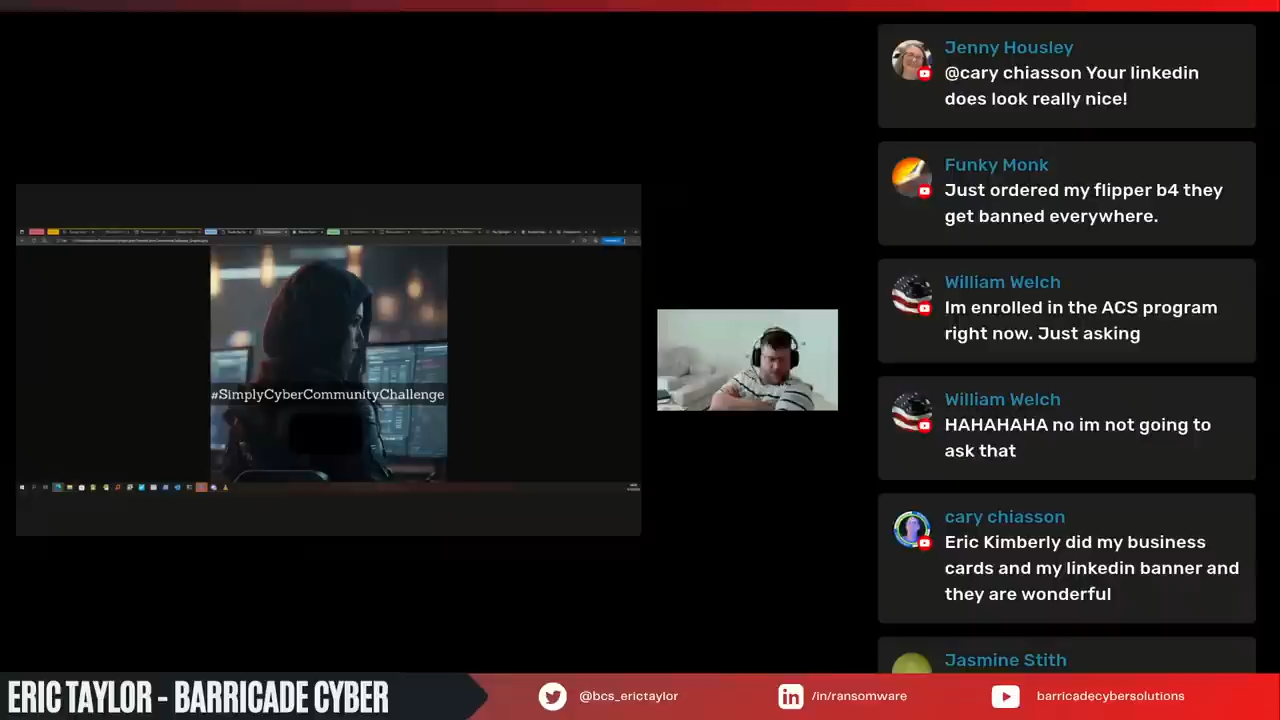 Jenny Housley
@cary chiasson Your linkedin
does look really nice!
Funky Monk
Just ordered my flipper b4 they
get banned everywhere.
William Welch
Im enrolled in the ACS program
right now. Just asking
William Welch
HAHAHAHA no im not going to
ask that
cary chiasson
Eric Kimberly did my business
cards and my linkedin banner and
they are wonderful
Jasmine Stith
#SimplyCyberCommunityChallenge
ERIC TAYLOR - BARRICADE CYBER
@bcs_erictaylor
in
/in/ransomware
barricadecybersolutions